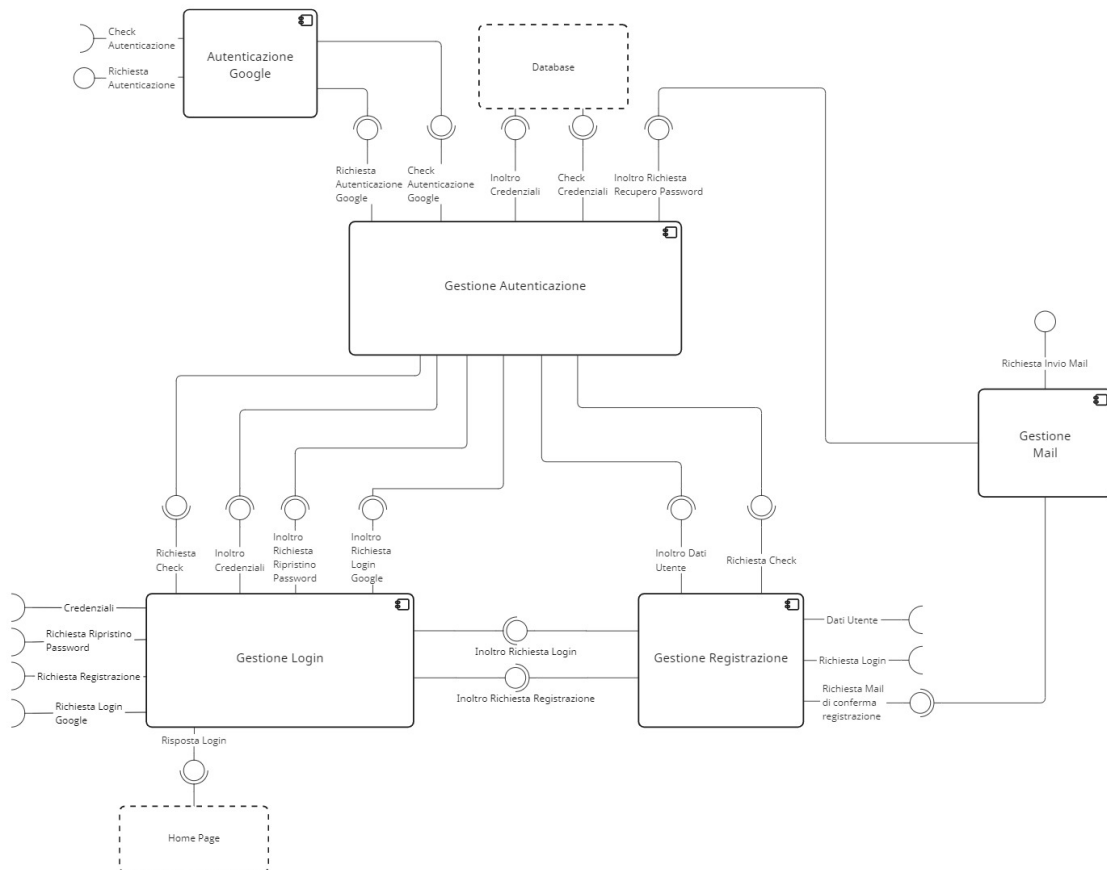 Check
Autenticazione
Richiesta
Autenticazione
Autenticazione
Google
Database
Richiesta
Autenticazione
Google
Check
Autenticazione
Google
Inoltro
Credenziali
Check
Credenziali
Inoltro Richiesta
Recupero Password
Gestione Autenticazione
Richiesta Invio Mail
Gestione
Mail
Richiesta
Check
Inoltro
Credenziali
Inoltro
Richiesta
Ripristino
Password
Inoltro
Richiesta
Login
Google
Inoltro Dati
Utente
Richiesta Check
Credenziali
Richiesta Ripristino
Password
Richiesta Registrazione
Richiesta Login
Google
Gestione Login
Inoltro Richiesta Login
Inoltro Richiesta Registrazione
Gestione Registrazione
Dati Utente
Richiesta Login
Richiesta Mail
di conferma
registrazione
Risposta Login
Home Page